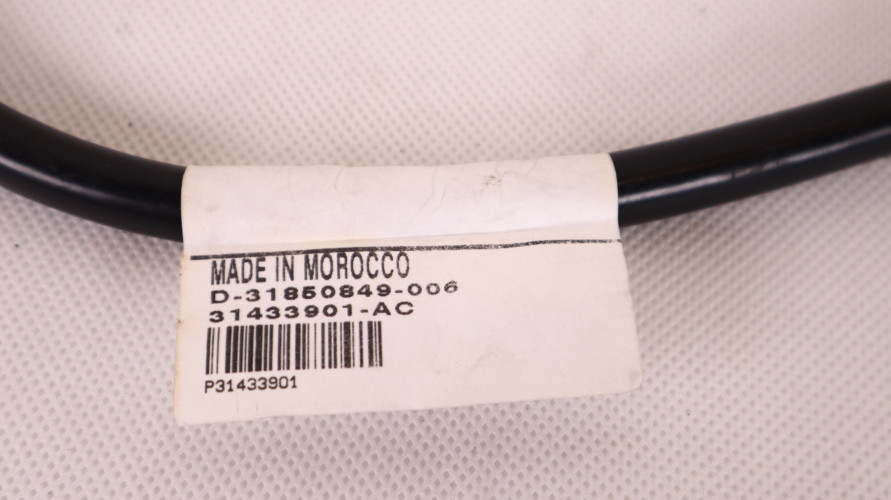 MADE IN MOROCCO
D-31850849-006
31433901-AC
P31433901